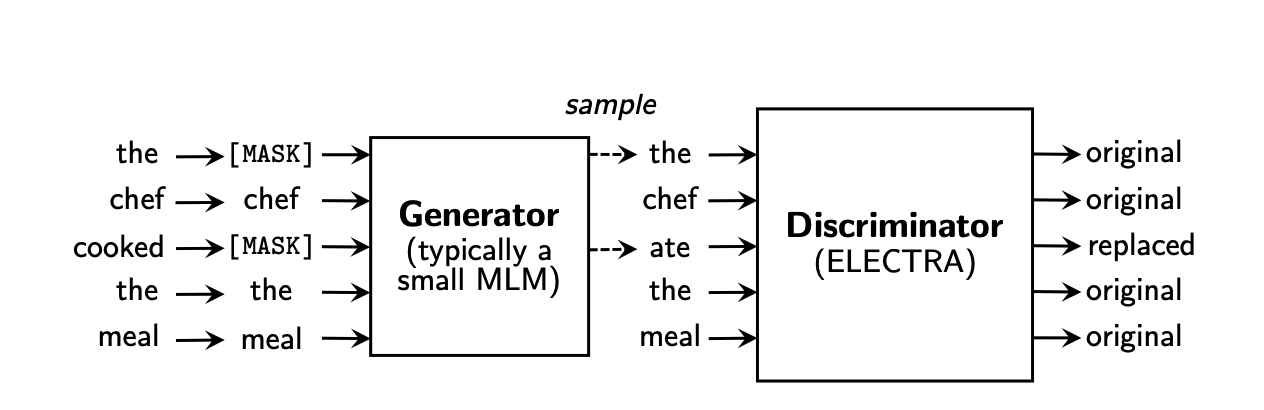 sample
the [MASK] the original
chef chef chef original
cooked [MASK] ate replaced
the the the original
meal meal meal original
Generator
(typically a
small MLM)
Discriminator
(ELECTRA)